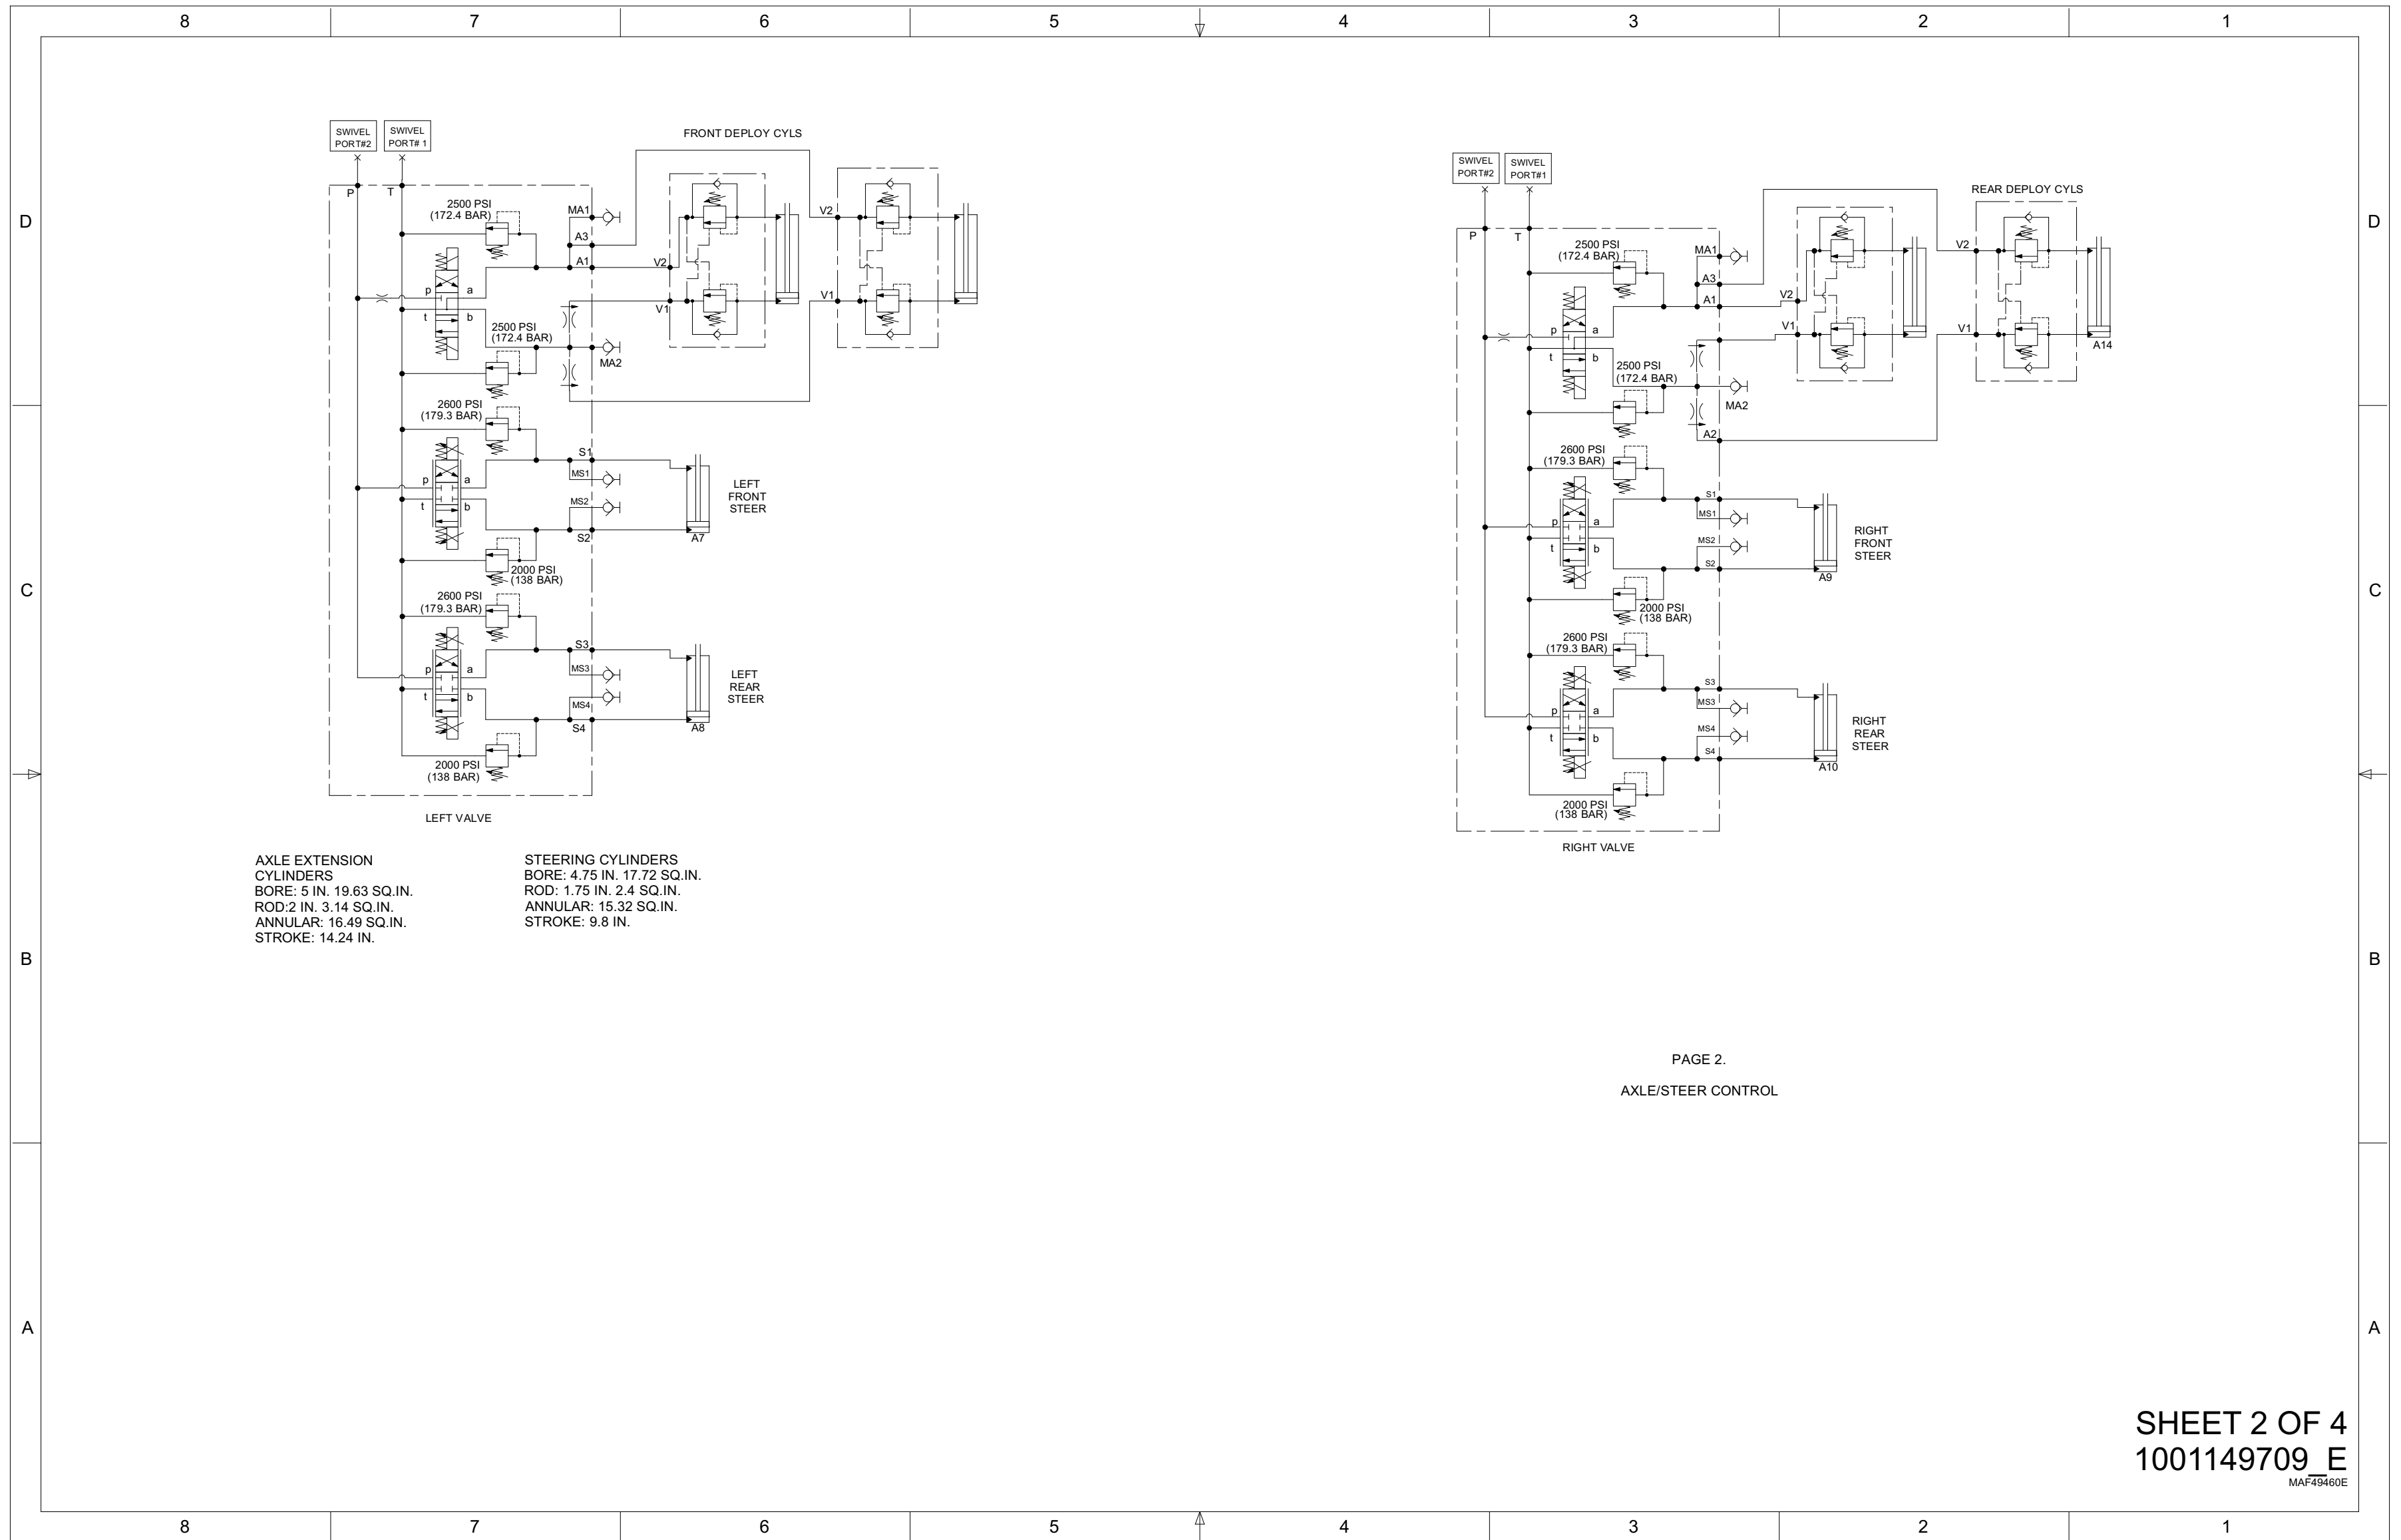 8 7 6 5 4 3 2 1
D
C
B
A
D
C
B
A
SWIVEL
PORT#2
SWIVEL
PORT# 1
P
T
FRONT DEPLOY CYLS
2500 PSI
(172.4 BAR)
MA1
A3
A1
V2
V1
V2
V1
p a
t b
2500 PSI
(172.4 BAR)
MA2
2600 PSI
(179.3 BAR)
S1
MS1
MS2
S2
p a
t b
LEFT
FRONT
STEER
A7
2000 PSI
(138 BAR)
2600 PSI
(179.3 BAR)
S3
MS3
MS4
S4
p a
t b
LEFT
REAR
STEER
A8
2000 PSI
(138 BAR)
LEFT VALVE
AXLE EXTENSION
CYLINDERS
BORE: 5 IN. 19.63 SQ.IN.
ROD:2 IN. 3.14 SQ.IN.
ANNULAR: 16.49 SQ.IN.
STROKE: 14.24 IN.
STEERING CYLINDERS
BORE: 4.75 IN. 17.72 SQ.IN.
ROD: 1.75 IN. 2.4 SQ.IN.
ANNULAR: 15.32 SQ.IN.
STROKE: 9.8 IN.
SWIVEL
PORT#2
SWIVEL
PORT#1
P
T
REAR DEPLOY CYLS
2500 PSI
(172.4 BAR)
MA1
A3
A1
V2
V1
V2
V1
A14
p a
t b
2500 PSI
(172.4 BAR)
MA2
A2
2600 PSI
(179.3 BAR)
S1
MS1
MS2
S2
p a
t b
RIGHT
FRONT
STEER
A9
2000 PSI
(138 BAR)
2600 PSI
(179.3 BAR)
S3
MS3
MS4
S4
p a
t b
RIGHT
REAR
STEER
A10
2000 PSI
(138 BAR)
RIGHT VALVE
PAGE 2.
AXLE/STEER CONTROL
SHEET 2 OF 4
1001149709_E
MAF49460E
8 7 6 5 4 3 2 1